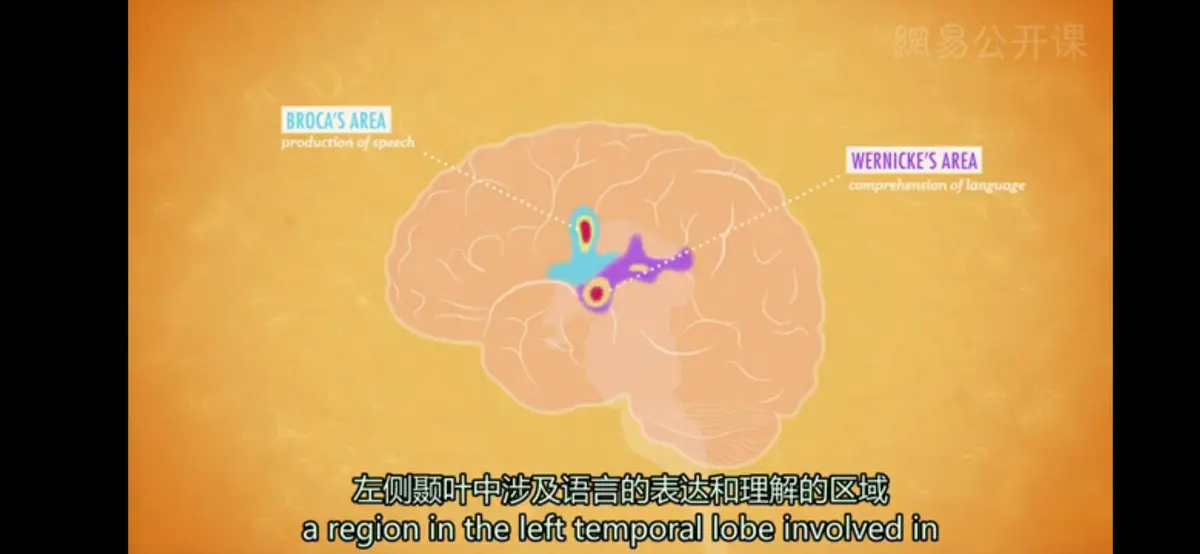 網易公开课
BROCA'S AREA
production of speech
WERNICKE'S AREA
comprehension of language
左侧颞叶中涉及语言的表达和理解的区域
a region in the left temporal lobe involved in